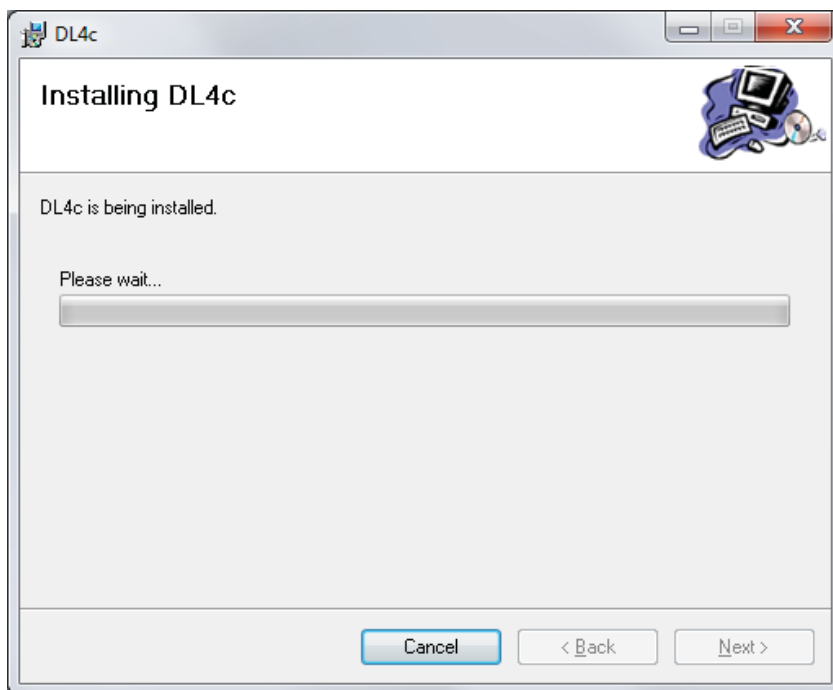 DL4c
Installing DL4c
DL4c is being installed.
Please wait...
Cancel
< Back
Next >